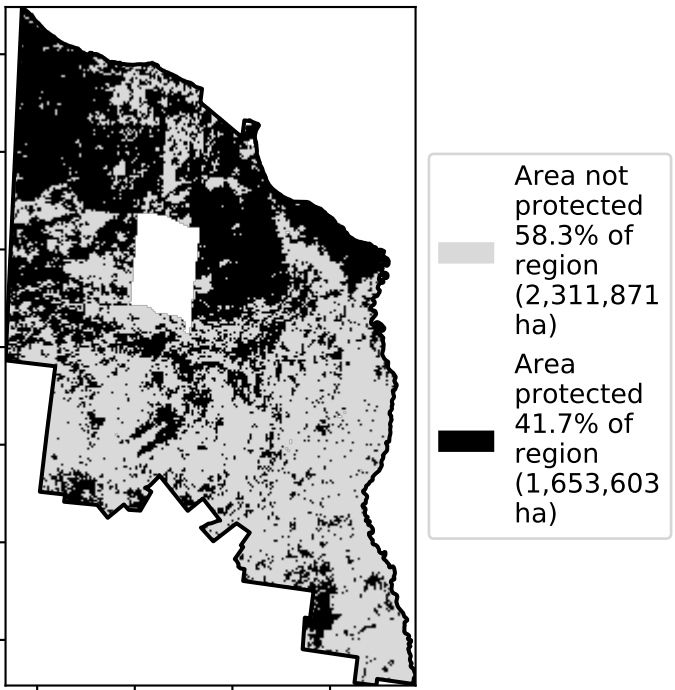 Area not
protected
58.3% of
region
(2,311,871
ha)
Area
protected
41.7% of
region
(1,653,603
ha)